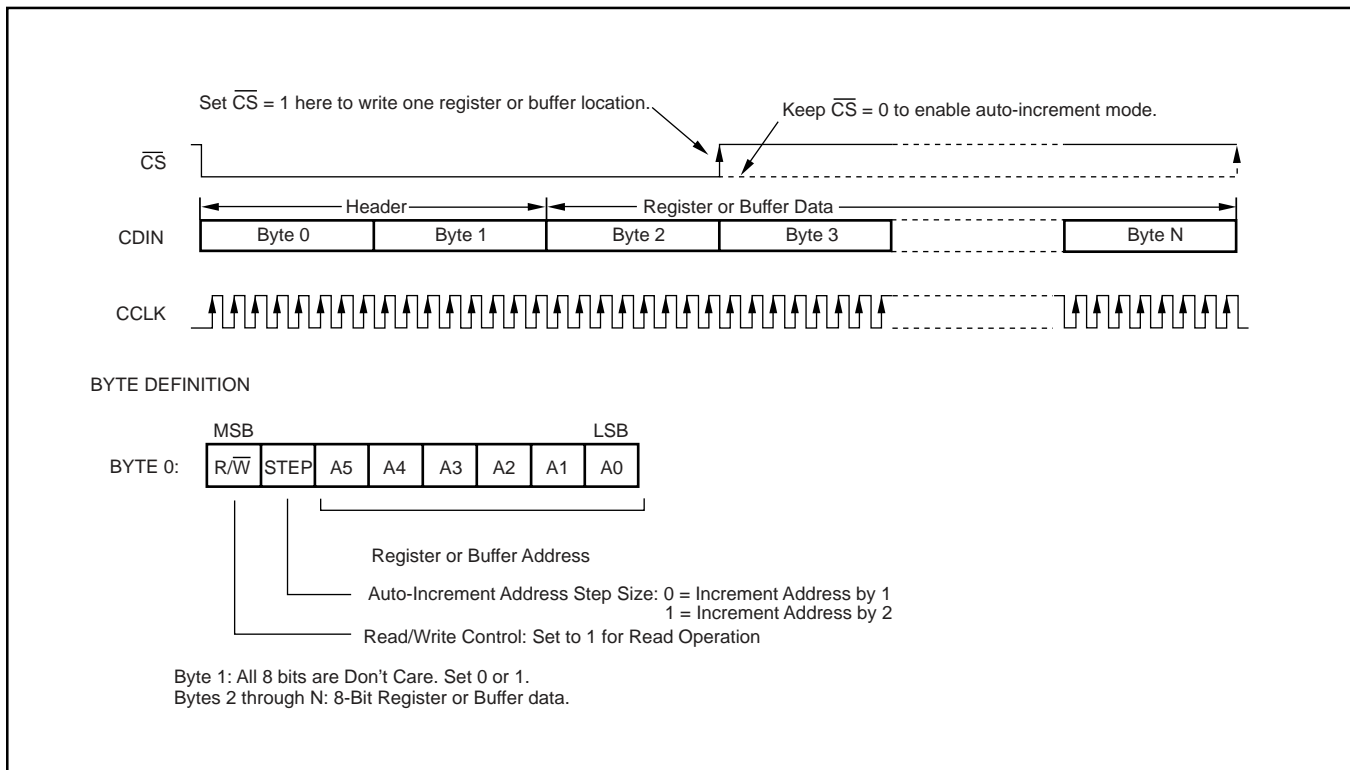 Set CS = 1 here to write one register or buffer location.
Keep CS = 0 to enable auto-increment mode.
CS
Header
Register or Buffer Data
CDIN
Byte 0
Byte 1
Byte 2
Byte 3
Byte N
CCLK
BYTE DEFINITION
MSB
LSB
BYTE 0:
R/W
STEP
A5
A4
A3
A2
A1
A0
Register or Buffer Address
Auto-Increment Address Step Size: 0 = Increment Address by 1
1 = Increment Address by 2
Read/Write Control: Set to 1 for Read Operation
Byte 1: All 8 bits are Don't Care. Set 0 or 1.
Bytes 2 through N: 8-Bit Register or Buffer data.